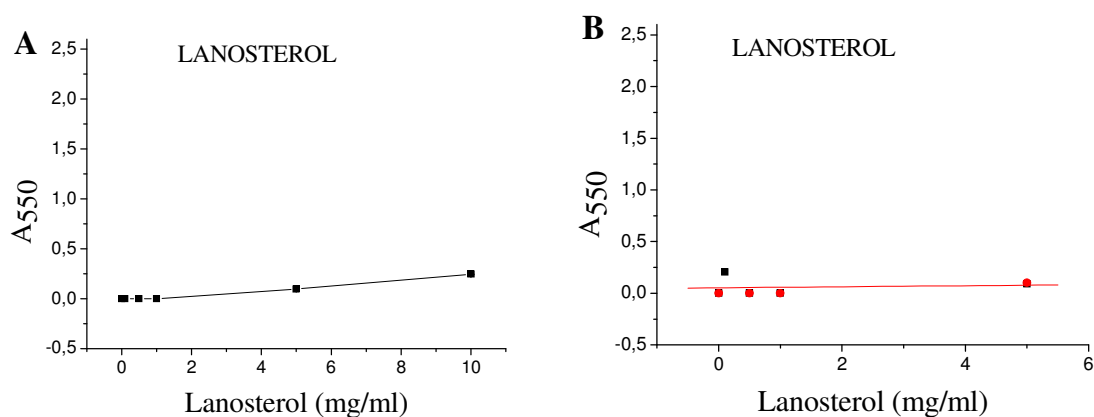 A
LANOSTEROL
2,5
2,0
1,5
1,0
0,5
0,0
-0,5
A550
0 2 4 6 8 10
Lanosterol (mg/ml)
B
LANOSTEROL
2,5
2,0
1,5
1,0
0,5
0,0
-0,5
A550
0 2 4 6
Lanosterol (mg/ml)